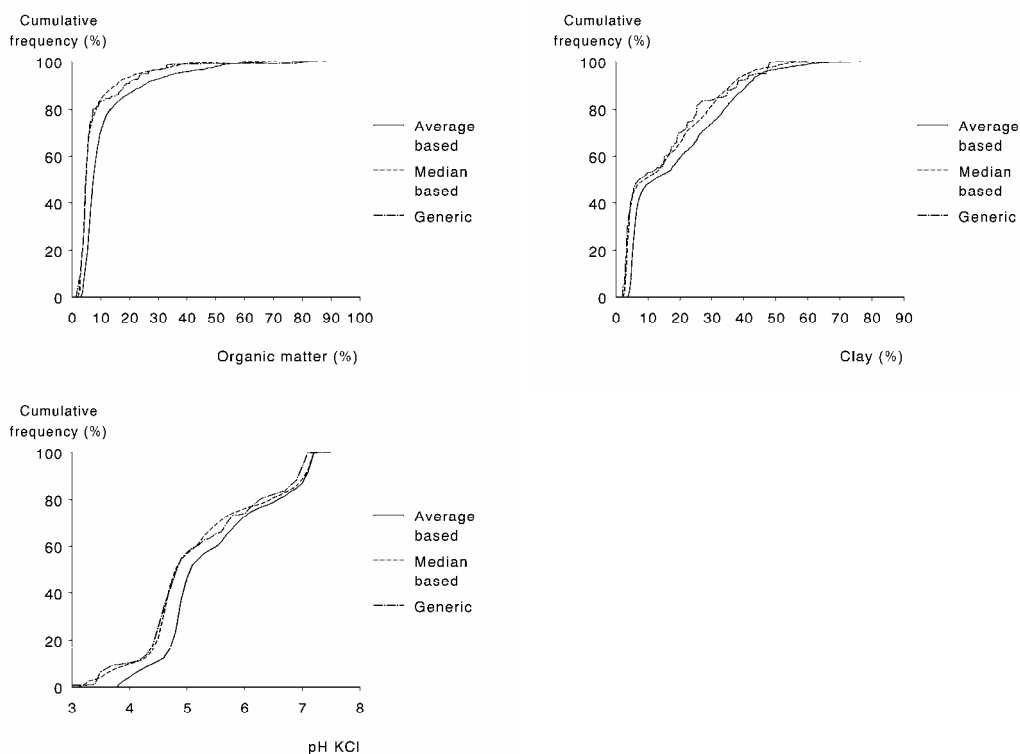 Cumulative
frequency (%)
100
80
60
40
20
0
0 10 20 30 40 50 60 70 80 90 100
Organic matter (%)
Average
based
Median
based
Generic
Cumulative
frequency (%)
100
80
60
40
20
0
0 10 20 30 40 50 60 70 80 90
Clay (%)
Average
based
Median
based
Generic
Cumulative
frequency (%)
100
80
60
40
20
0
3 4 5 6 7 8
pH KCl
Average
based
Median
based
Generic